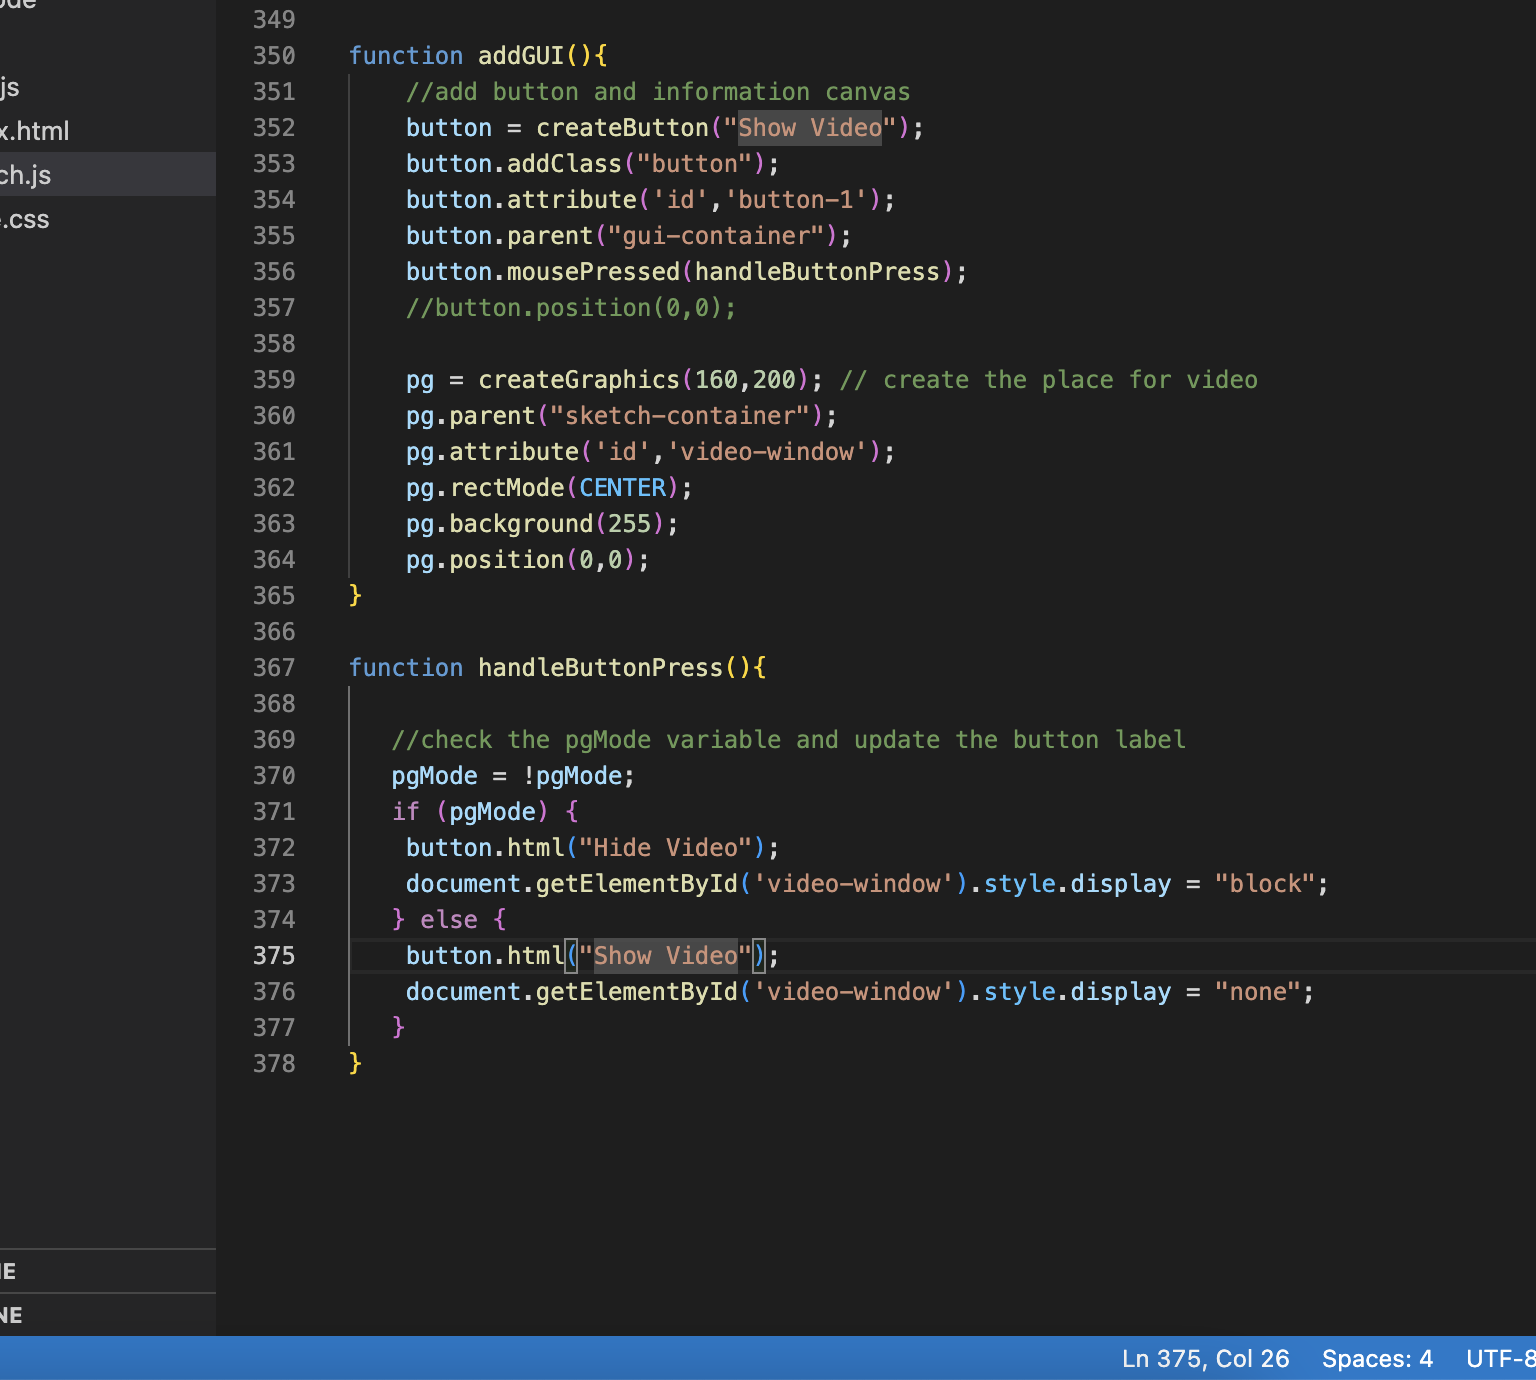 js
x.html
ch.js
.css
349
350 function addGUI(){
351 //add button and information canvas
352 button = createButton("Show Video");
353 button.addClass("button");
354 button.attribute('id','button-1');
355 button.parent("gui-container");
356 button.mousePressed(handleButtonPress);
357 //button.position(0,0);
358
359 pg = createGraphics(160,200); // create the place for video
360 pg.parent("sketch-container");
361 pg.attribute('id','video-window');
362 pg.rectMode(CENTER);
363 pg.background(255);
364 pg.position(0,0);
365 }
366
367 function handleButtonPress(){
368
369 //check the pgMode variable and update the button label
370 pgMode = !pgMode;
371 if (pgMode) {
372 button.html("Hide Video");
373 document.getElementById('video-window').style.display = "block";
374 } else {
375 button.html("Show Video");
376 document.getElementById('video-window').style.display = "none";
377 }
378 }
NE
Ln 375, Col 26 Spaces: 4 UTF-8